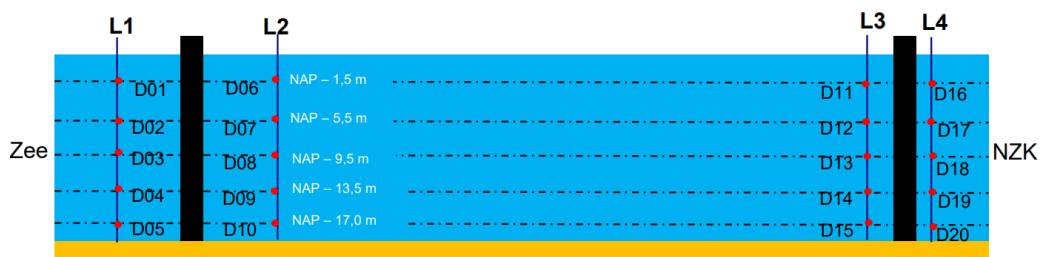 L1 L2 L3 L4
D01 D06 NAP – 1,5 m D11 D16
D02 D07 NAP – 5,5 m D12 D17
Zee D03 D08 NAP – 9,5 m D13 D18 NZK
D04 D09 NAP – 13,5 m D14 D19
D05 D10 NAP – 17,0 m D15 D20